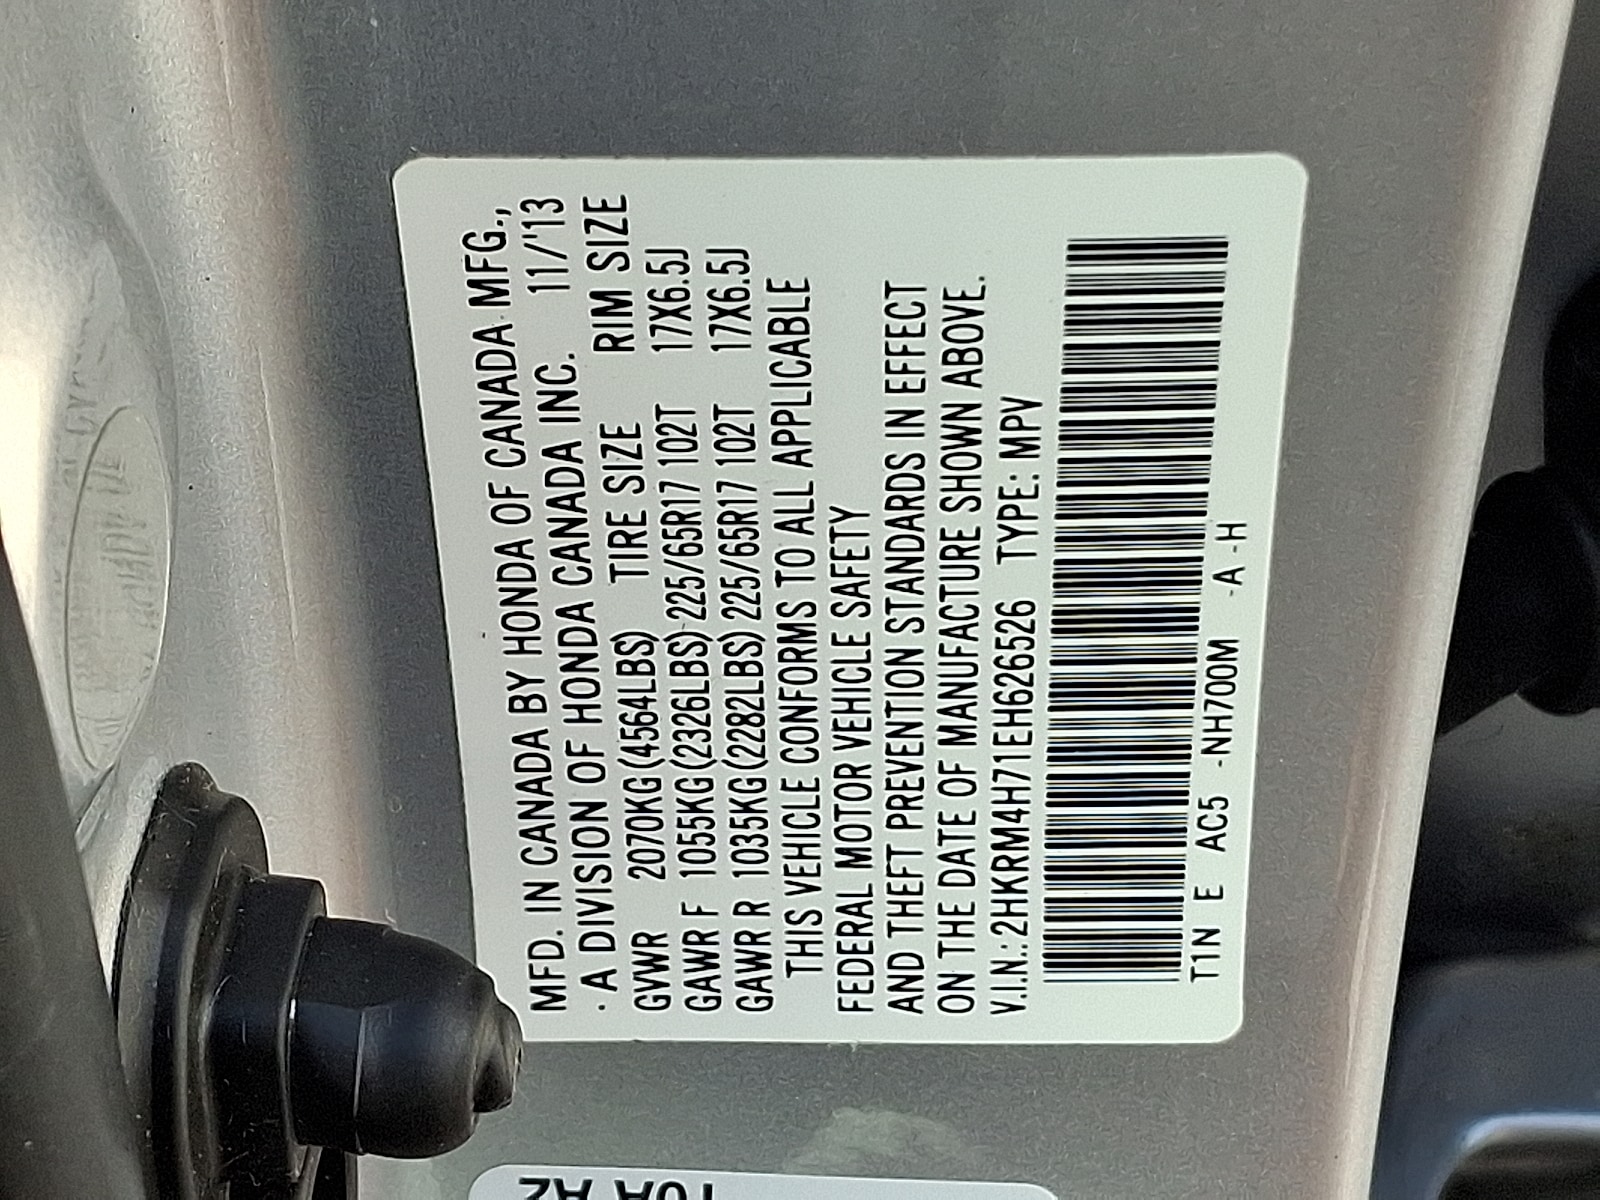 MFD. IN CANADA BY HONDA OF CANADA MFG.,
A DIVISION OF HONDA CANADA INC. 11/'13
TIRE SIZE RIM SIZE
GVWR 2070KG(4564LBS)
GAWR F 1055KG(2326LBS) 225/65R17 102T 17X6.5J
GAWR R 1035KG(2282LBS) 225/65R17 102T 17X6.5J
THIS VEHICLE CONFORMS TO ALL APPLICABLE
FEDERAL MOTOR VEHICLE SAFETY
AND THEFT PREVENTION STANDARDS IN EFFECT
ON THE DATE OF MANUFACTURE SHOWN ABOVE.
V.I.N.:2HKRM4H71EH626526 TYPE: MPV
T1N E AC5 -NH700M -A -H
T0A A2